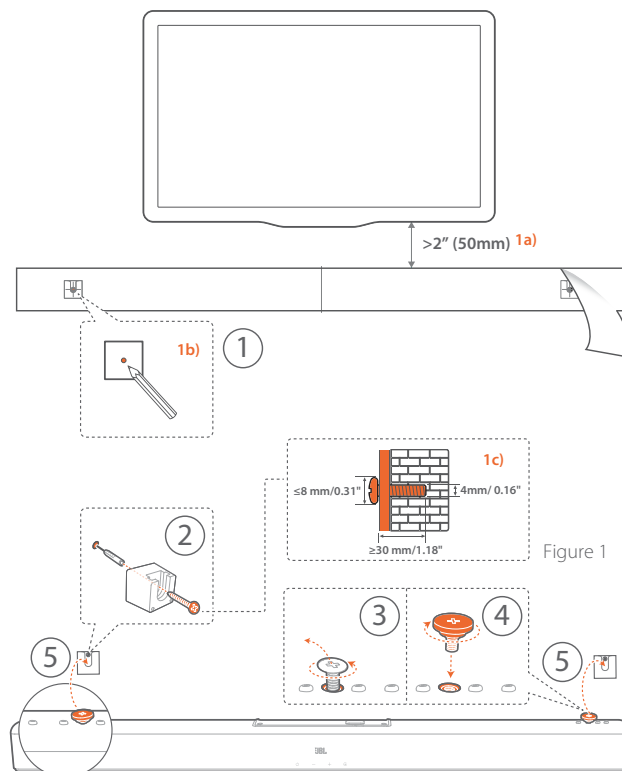 >2” (50mm) 1a)
1b)
1
1c)
≤8 mm/0.31"
4mm/ 0.16"
≥30 mm/1.18"
Figure 1
2
3
4
5
5
JBL